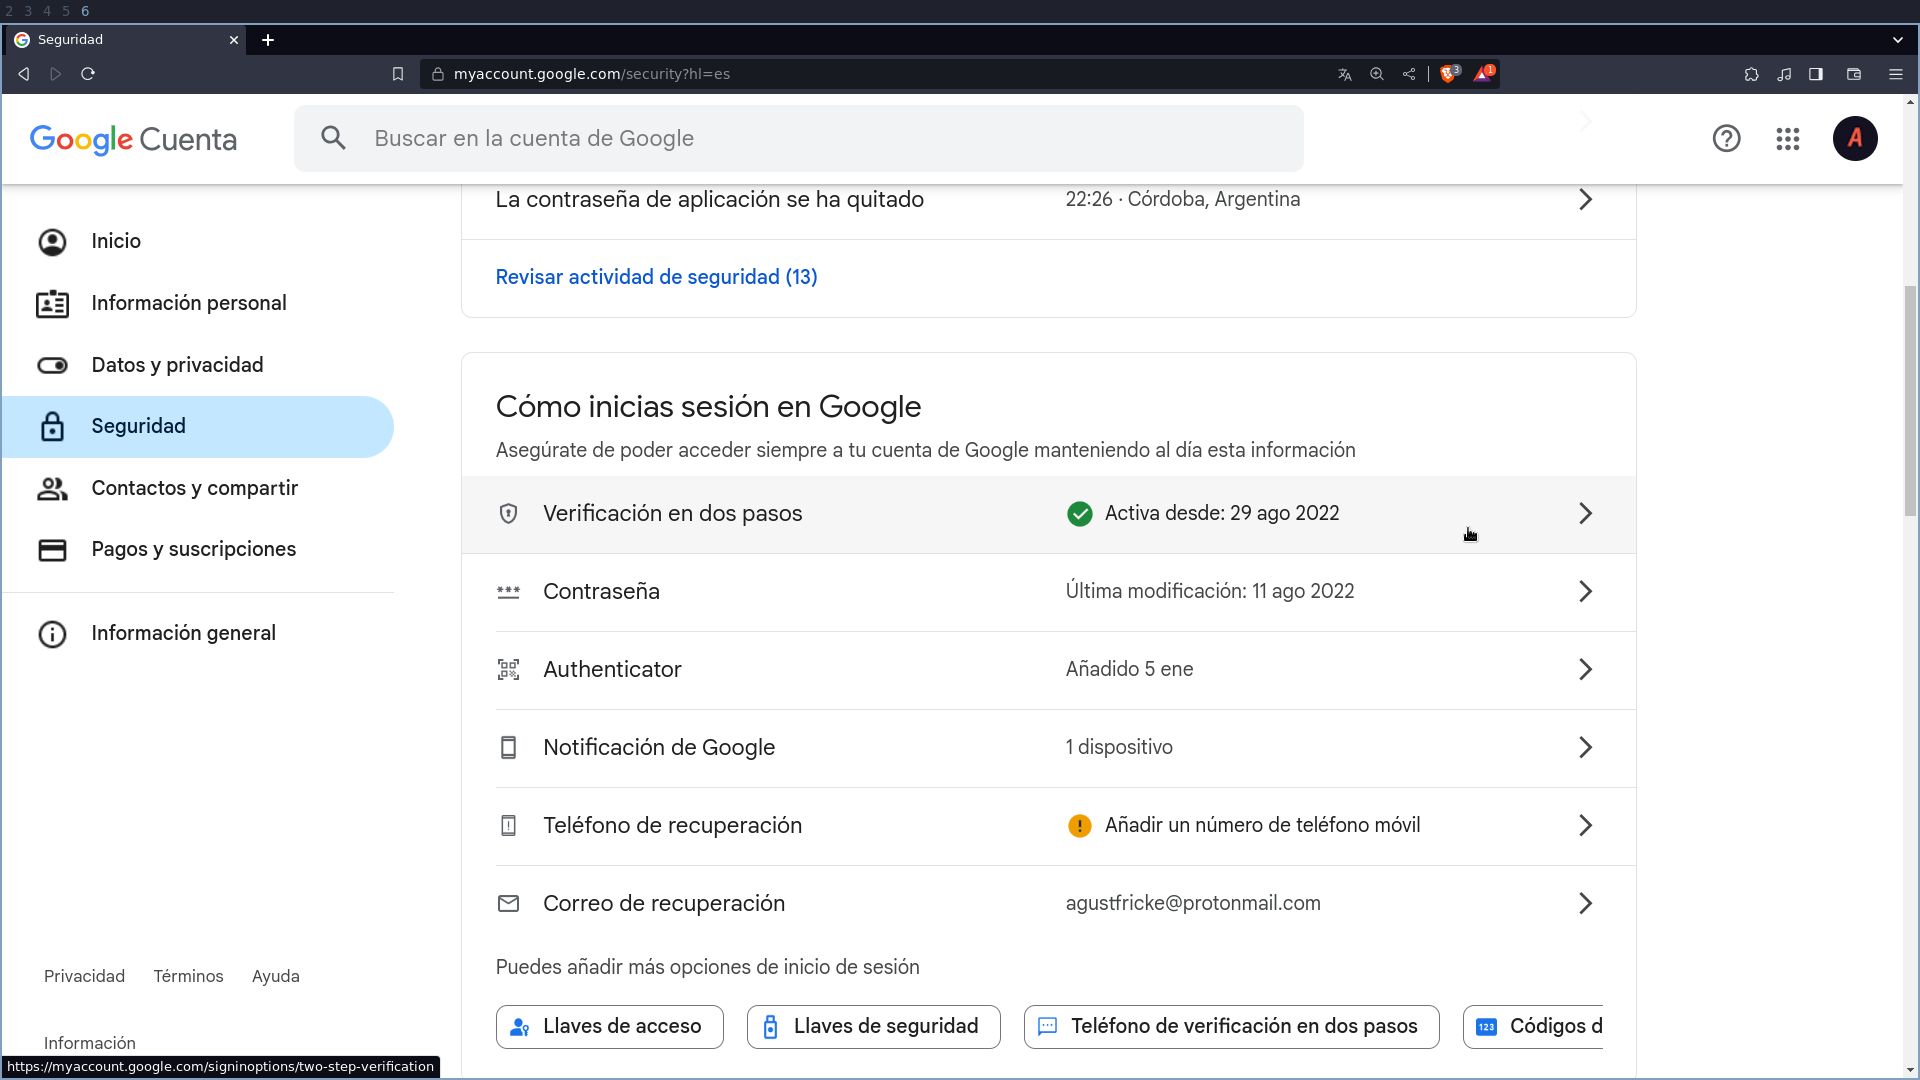 2 3 4 5 6
Seguridad
myaccount.google.com/security?hl=es
3
1
Google Cuenta
Buscar en la cuenta de Google
A
Inicio
Información personal
Datos y privacidad
Seguridad
Contactos y compartir
Pagos y suscripciones
Información general
Privacidad Términos Ayuda
Información
La contraseña de aplicación se ha quitado 22:26 · Córdoba, Argentina
Revisar actividad de seguridad (13)
Cómo inicias sesión en Google
Asegúrate de poder acceder siempre a tu cuenta de Google manteniendo al día esta información
Verificación en dos pasos Activa desde: 29 ago 2022
Contraseña Última modificación: 11 ago 2022
Authenticator Añadido 5 ene
Notificación de Google 1 dispositivo
Teléfono de recuperación Añadir un número de teléfono móvil
Correo de recuperación agustfricke@protonmail.com
Puedes añadir más opciones de inicio de sesión
Llaves de acceso Llaves de seguridad Teléfono de verificación en dos pasos 123 Códigos d
https://myaccount.google.com/signinoptions/two-step-verification